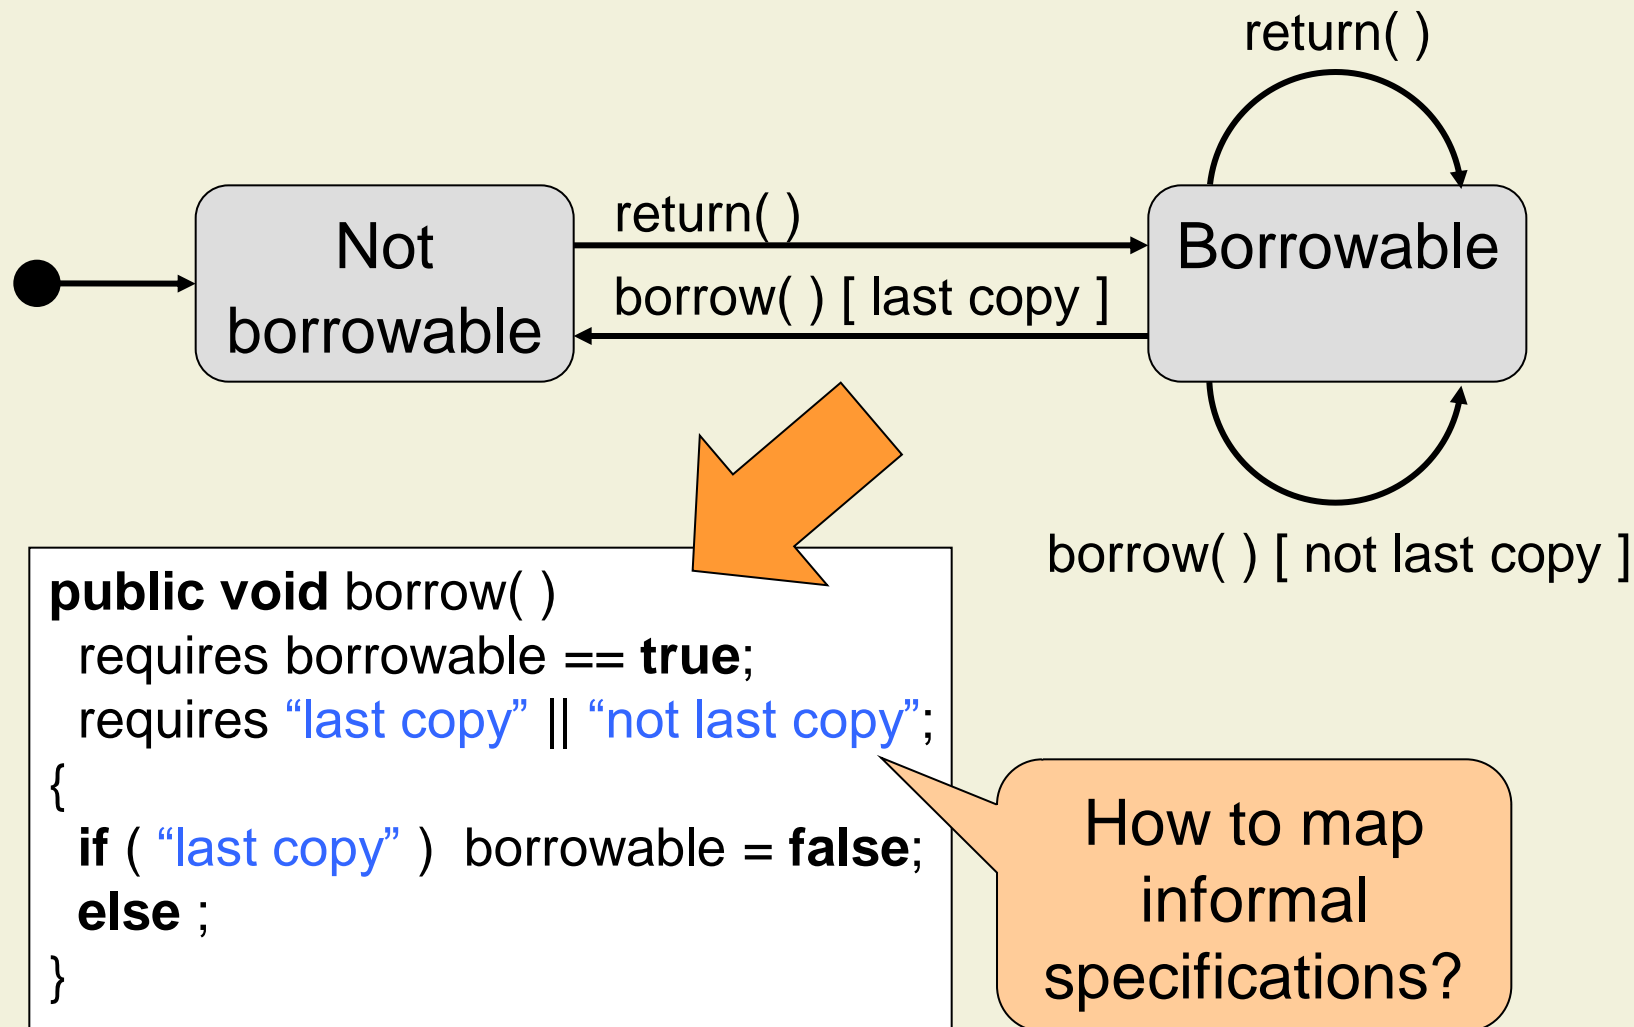 return( )
Not
borrowable
return( )
borrow( ) [ last copy ]
Borrowable
borrow( ) [ not last copy ]
public void borrow( )
requires borrowable == true;
requires “last copy” || “not last copy”;
{
if ( “last copy” ) borrowable = false;
else ;
}
How to map
informal
specifications?